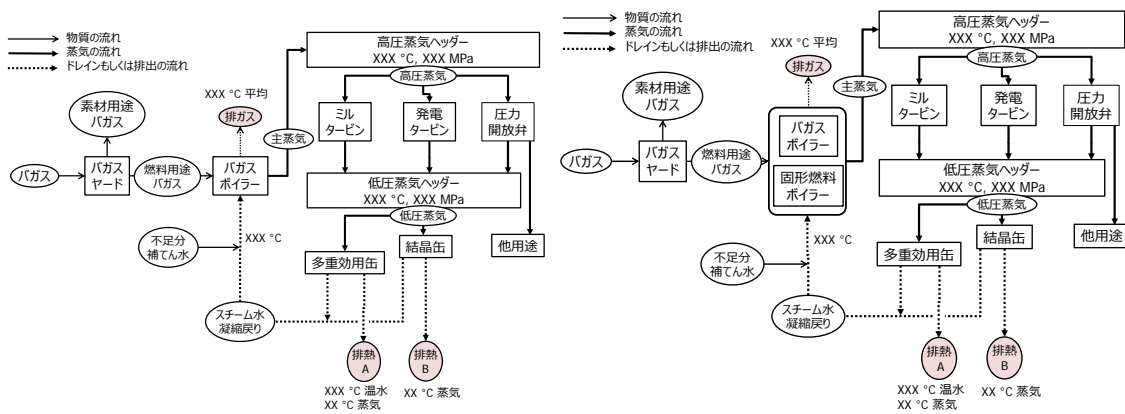 物質の流れ
蒸気の流れ
ドレインもしくは排出の流れ
高圧蒸気ヘッダー
XXX °C, XXX MPa
高圧蒸気
XXX °C 平均
排ガス
素材用途
バガス
主蒸気
ミル
タービン
発電
タービン
圧力
開放弁
バガス
バガス
ヤード
燃料用途
バガス
バガス
ボイラー
低圧蒸気ヘッダー
XXX °C, XXX MPa
低圧蒸気
XXX °C
不足分
補てん水
結晶缶
多重効用缶
他用途
スチーム水
凝縮戻り
排熱
A
排熱
B
XXX °C 温水
XX °C 蒸気
XX °C 蒸気
物質の流れ
蒸気の流れ
ドレインもしくは排出の流れ
高圧蒸気ヘッダー
XXX °C, XXX MPa
高圧蒸気
XXX °C 平均
排ガス
素材用途
バガス
主蒸気
ミル
タービン
発電
タービン
圧力
開放弁
バガス
バガス
ヤード
燃料用途
バガス
バガス
ボイラー
固形燃料
ボイラー
低圧蒸気ヘッダー
XXX °C, XXX MPa
低圧蒸気
XXX °C
不足分
補てん水
結晶缶
多重効用缶
他用途
スチーム水
凝縮戻り
排熱
A
排熱
B
XXX °C 温水
XX °C 蒸気
XX °C 蒸気